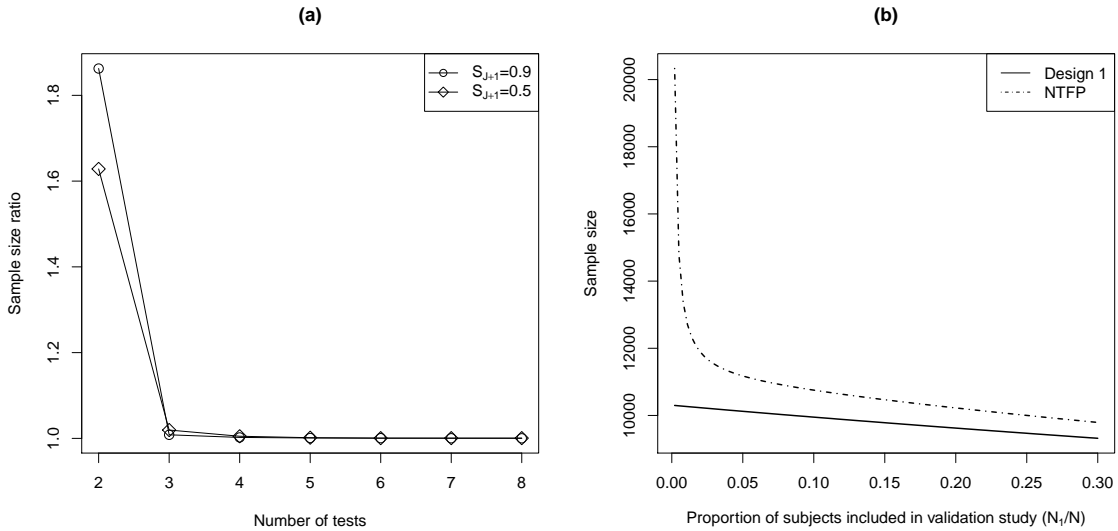 (a)
S_{J+1}=0.9
S_{J+1}=0.5
Sample size ratio
1.0
1.2
1.4
1.6
1.8
2 3 4 5 6 7 8
Number of tests
(b)
Design 1
NTFP
Sample size
10000
12000
14000
16000
18000
20000
0.00 0.05 0.10 0.15 0.20 0.25 0.30
Proportion of subjects included in validation study (N₁/N)